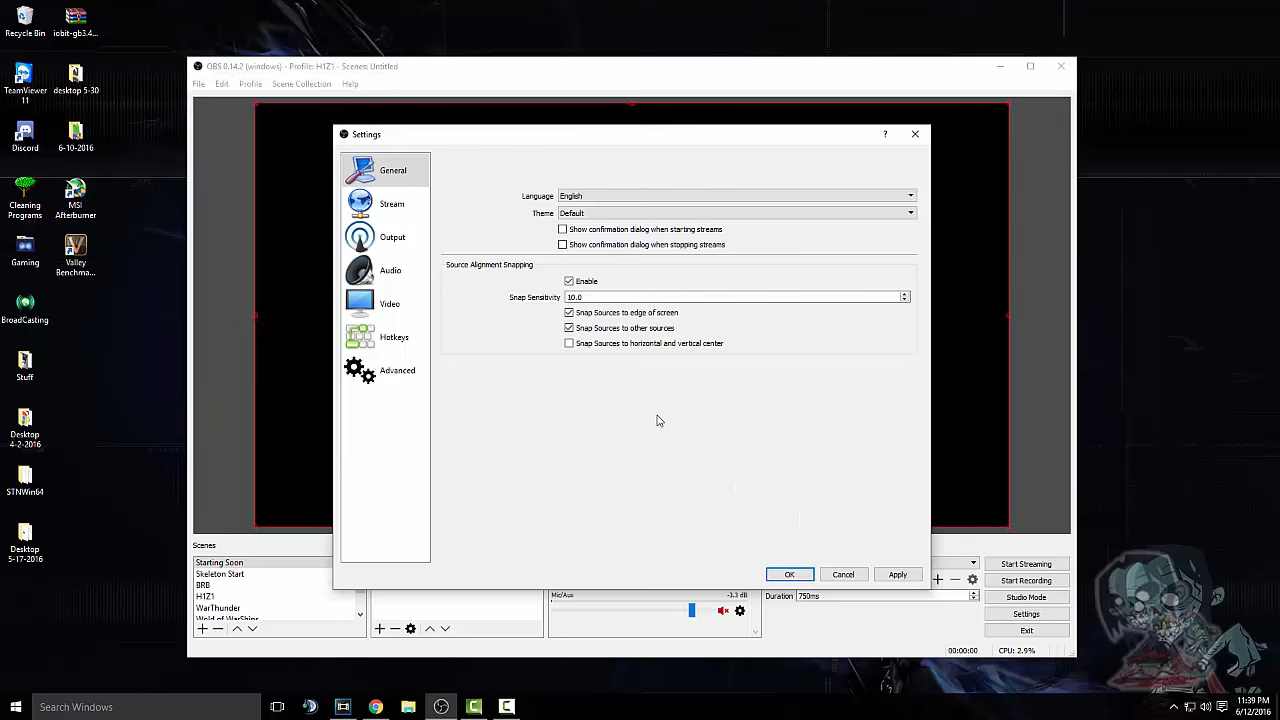 Recycle Bin
iobit-gb3.4...
TeamViewer 11
desktop 5-30
Discord
6-10-2016
Cleaning Programs
MSI Afterburner
Gaming
Valley Benchma...
BroadCasting
Stuff
Desktop 4-2-2016
STNWin64
Desktop 5-17-2016
OBS 0.14.2 (windows) - Profile: H1Z1 - Scenes: Untitled
File Edit Profile Scene Collection Help
Settings
?
General
Stream
Output
Audio
Video
Hotkeys
Advanced
Language English
Theme Default
Show confirmation dialog when starting streams
Show confirmation dialog when stopping streams
Source Alignment Snapping
Enable
Snap Sensitivity 10.0
Snap Sources to edge of screen
Snap Sources to other sources
Snap Sources to horizontal and vertical center
OK Cancel Apply
Scenes
Starting Soon
Skeleton Start
BRB
H1Z1
WarThunder
World of WarShips
Mic/Aux -3.3 dB
Duration 750ms
Start Streaming
Start Recording
Studio Mode
Settings
Exit
00:00:00 CPU: 2.9%
Search Windows
11:39 PM
6/12/2016